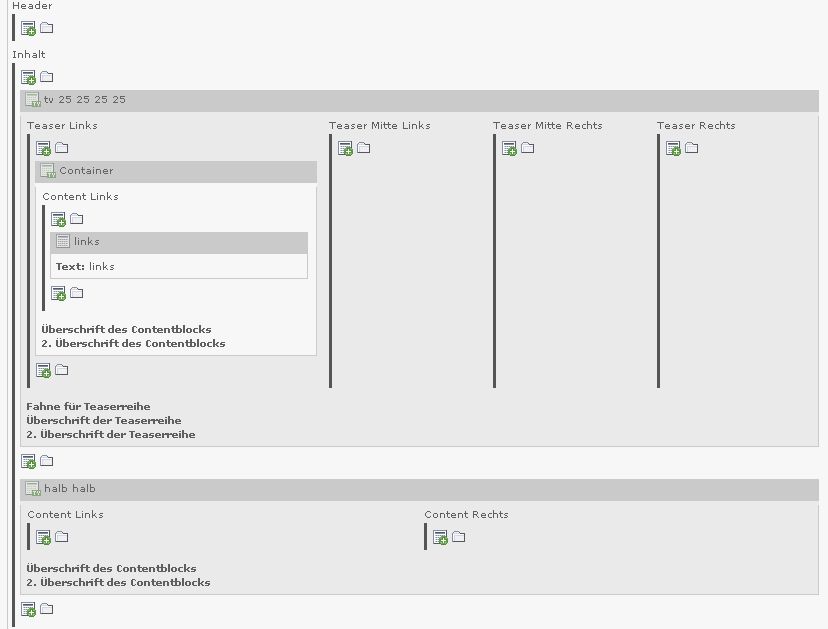 Header
Inhalt
tv 25 25 25 25
Teaser Links
Teaser Mitte Links
Teaser Mitte Rechts
Teaser Rechts
Container
Content Links
links
Text: links
Überschrift des Contentblocks
2. Überschrift des Contentblocks
Fahne für Teaserreihe
Überschrift der Teaserreihe
2. Überschrift der Teaserreihe
halb halb
Content Links
Content Rechts
Überschrift des Contentblocks
2. Überschrift des Contentblocks